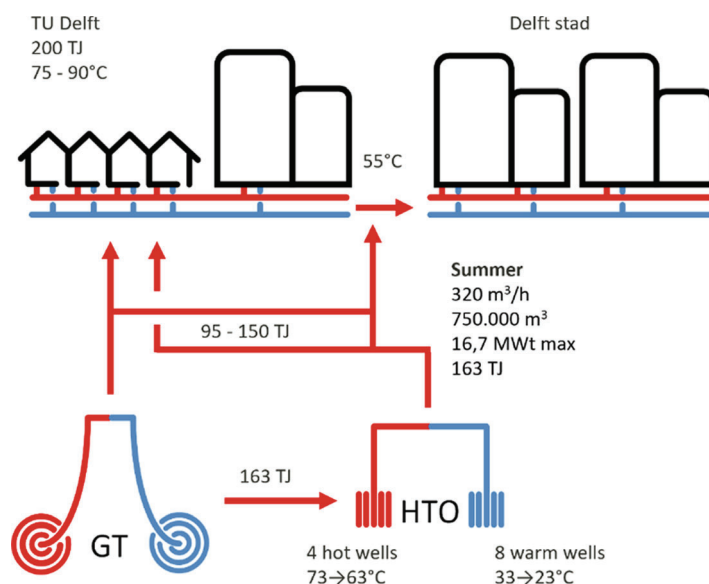 TU Delft
200 TJ
75 - 90°C
Delft stad
55°C
Summer
320 m³/h
750.000 m³
16,7 MWt max
163 TJ
95 - 150 TJ
163 TJ
GT
HTO
4 hot wells
73→63°C
8 warm wells
33→23°C